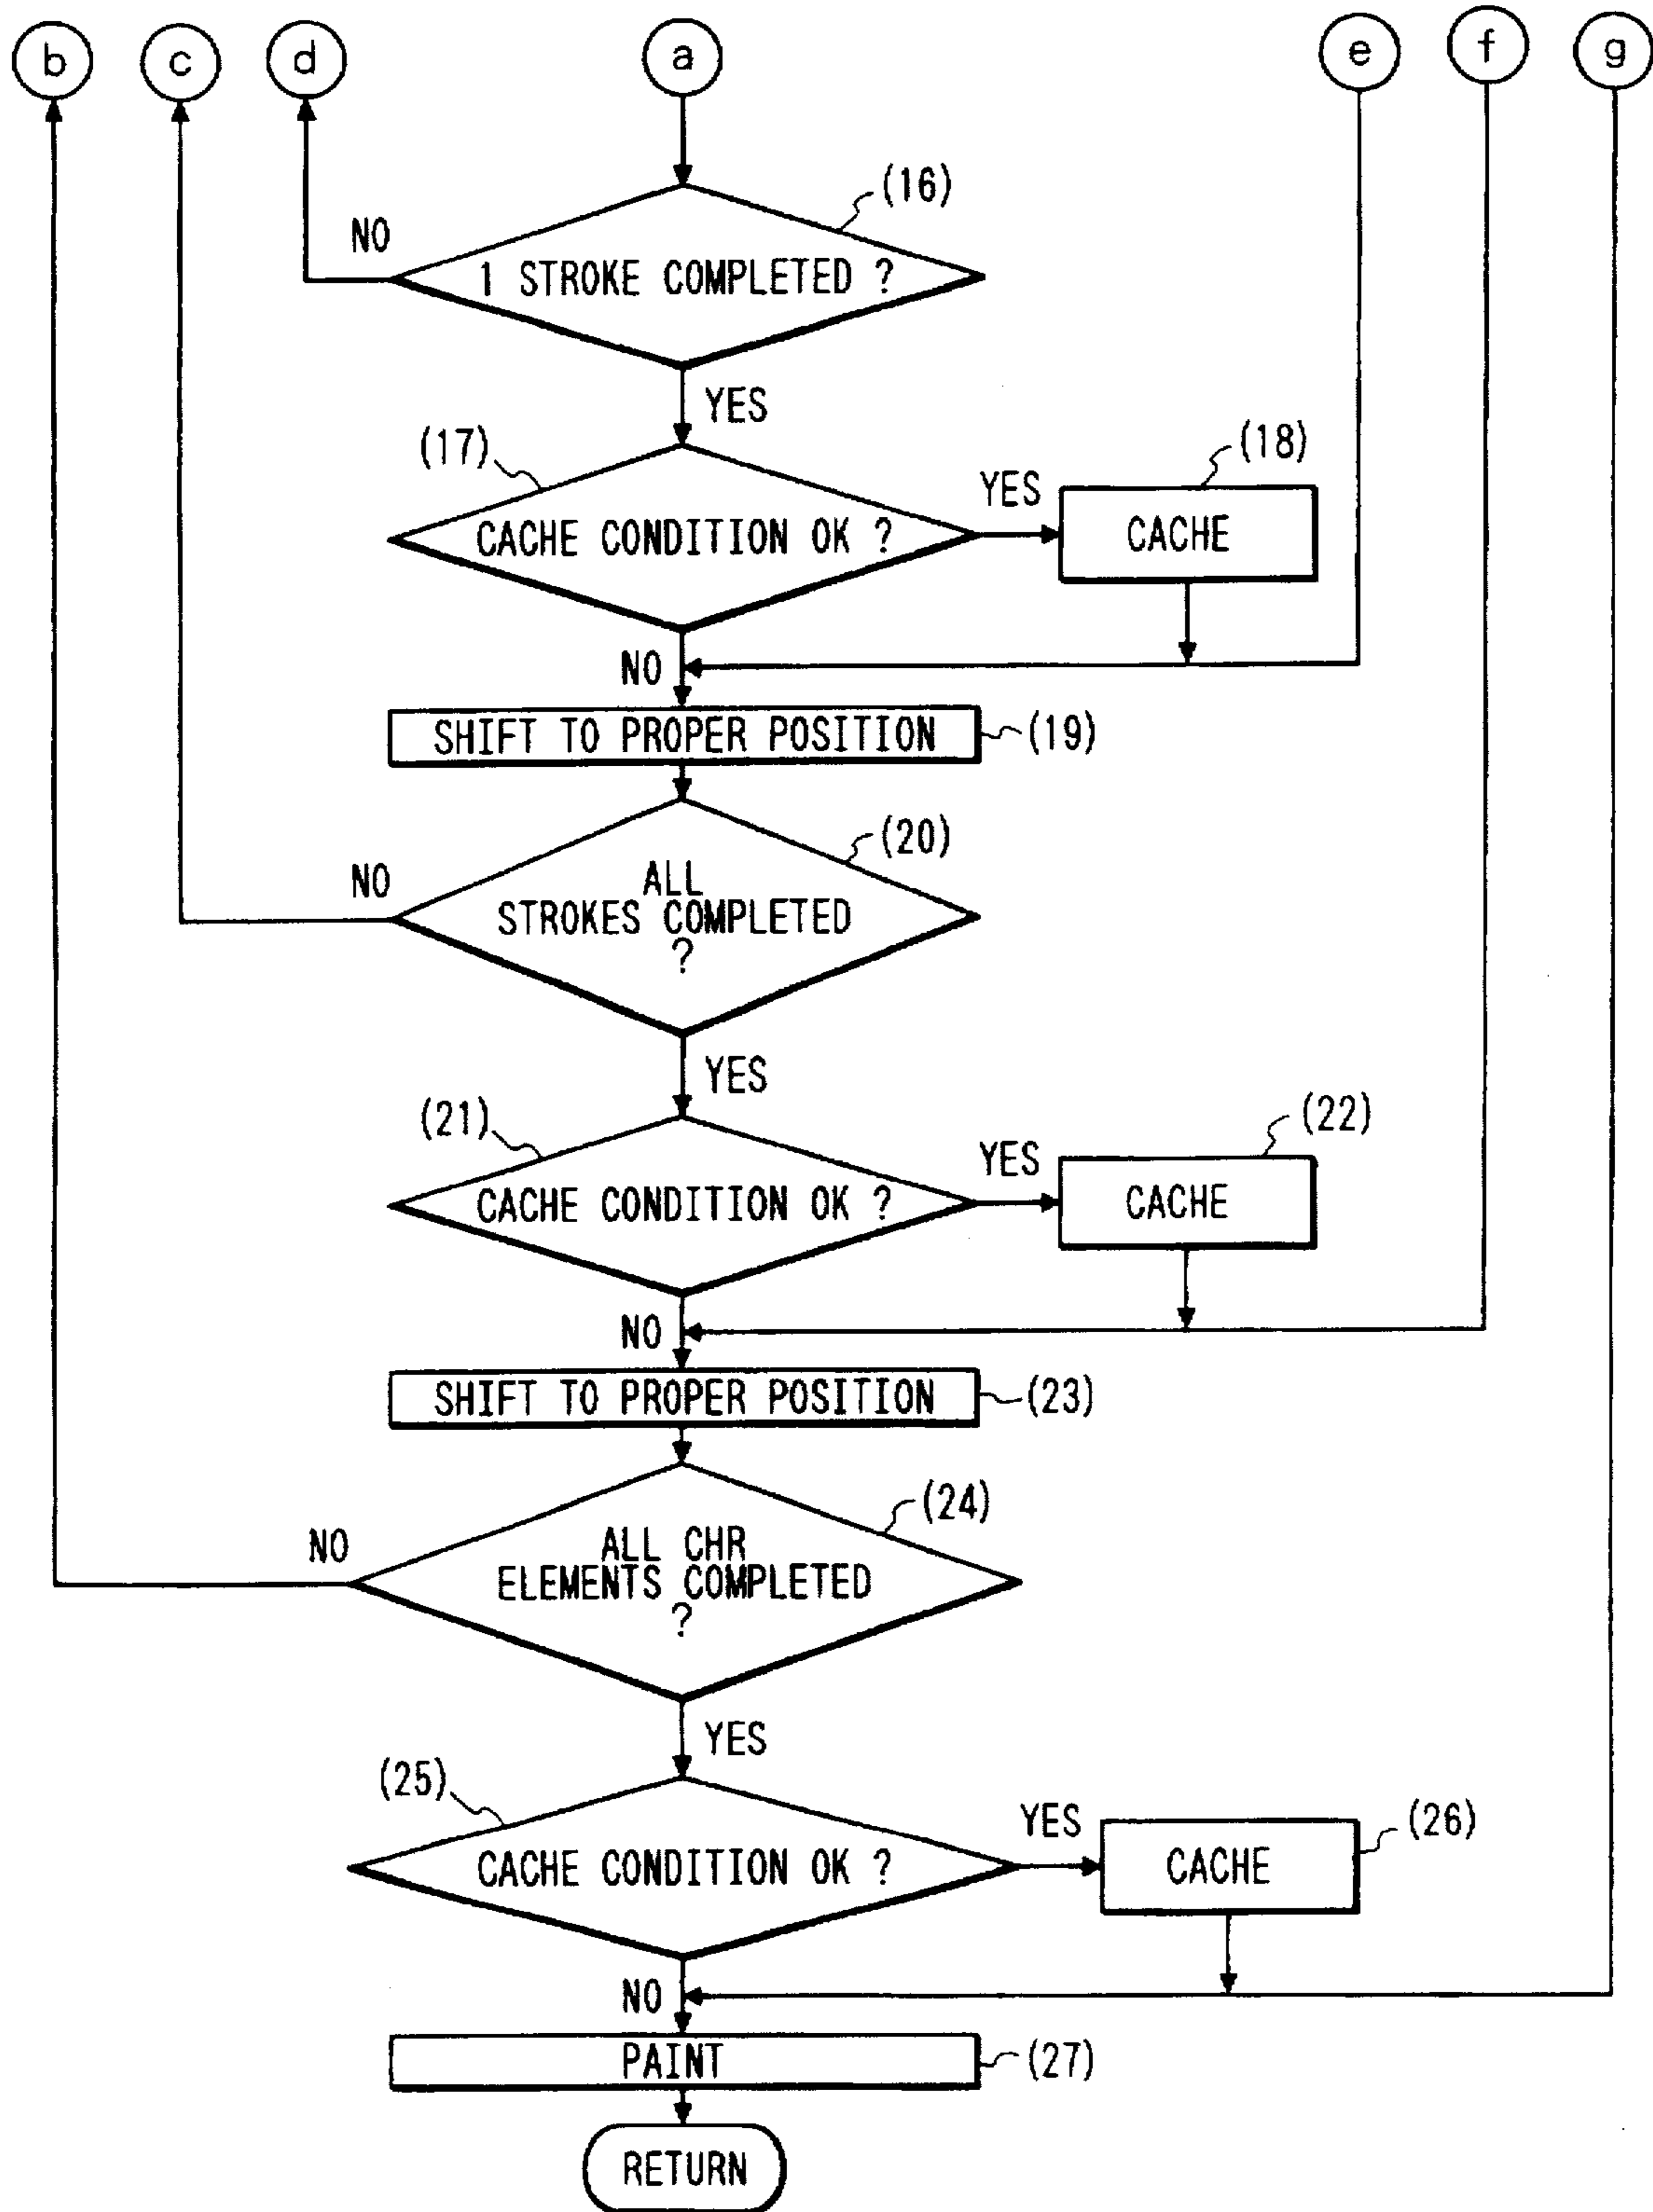 b
c
d
a
e
f
g
(16)
NO
1 STROKE COMPLETED ?
YES
(17)
(18)
YES
CACHE CONDITION OK ?
CACHE
NO
SHIFT TO PROPER POSITION
(19)
(20)
NO
ALL
STROKES COMPLETED
?
YES
(21)
(22)
YES
CACHE CONDITION OK ?
CACHE
NO
SHIFT TO PROPER POSITION
(23)
(24)
NO
ALL CHR
ELEMENTS COMPLETED
?
YES
(25)
YES
(26)
CACHE CONDITION OK ?
CACHE
NO
PAINT
(27)
RETURN